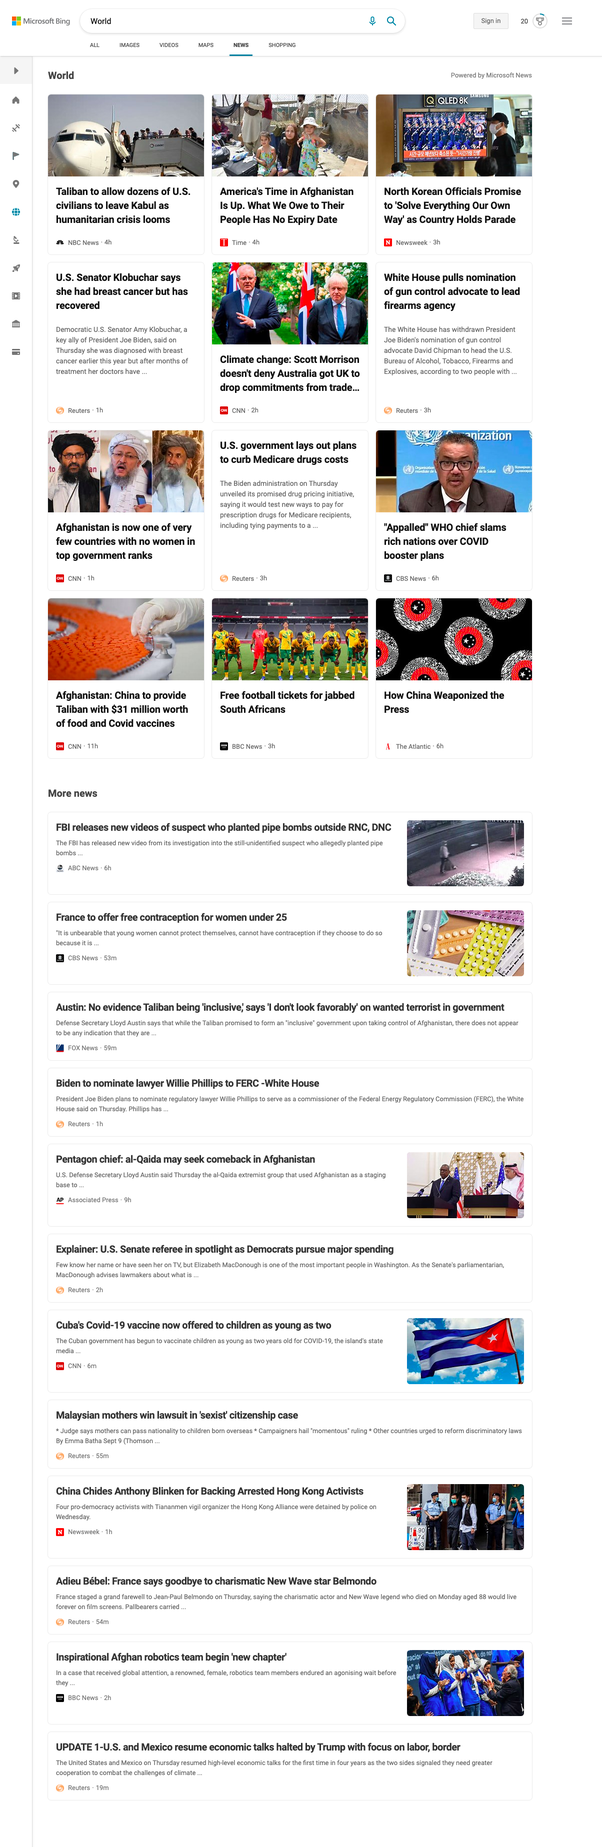 Microsoft Bing
World
Sign in
20
ALL IMAGES VIDEOS MAPS NEWS SHOPPING
World
Powered by Microsoft News
Taliban to allow dozens of U.S.
civilians to leave Kabul as
humanitarian crisis looms
NBC News · 4h
America's Time in Afghanistan
Is Up. What We Owe to Their
People Has No Expiry Date
Time · 4h
QLED 8K
North Korean Officials Promise
to 'Solve Everything Our Own
Way' as Country Holds Parade
Newsweek · 3h
U.S. Senator Klobuchar says
she had breast cancer but has
recovered
Democratic U.S. Senator Amy Klobuchar, a
key ally of President Joe Biden, said on
Thursday she was diagnosed with breast
cancer earlier this year but after months of
treatment her doctors have ...
Reuters · 1h
Climate change: Scott Morrison
doesn't deny Australia got UK to
drop commitments from trade...
CNN · 2h
White House pulls nomination
of gun control advocate to lead
firearms agency
The White House has withdrawn President
Joe Biden's nomination of gun control
advocate David Chipman to head the U.S.
Bureau of Alcohol, Tobacco, Firearms and
Explosives, according to two people with ...
Reuters · 3h
Afghanistan is now one of very
few countries with no women in
top government ranks
CNN · 1h
U.S. government lays out plans
to curb Medicare drugs costs
The Biden administration on Thursday
unveiled its promised drug pricing initiative,
saying it would test new ways to pay for
prescription drugs for Medicare recipients,
including tying payments to a ...
Reuters · 3h
"Appalled" WHO chief slams
rich nations over COVID
booster plans
CBS News · 6h
Afghanistan: China to provide
Taliban with $31 million worth
of food and Covid vaccines
CNN · 11h
Free football tickets for jabbed
South Africans
BBC News · 3h
How China Weaponized the
Press
The Atlantic · 6h
More news
FBI releases new videos of suspect who planted pipe bombs outside RNC, DNC
The FBI has released new video from its investigation into the still-unidentified suspect who allegedly planted pipe
bombs ...
ABC News · 6h
France to offer free contraception for women under 25
"It is unbearable that young women cannot protect themselves, cannot have contraception if they choose to do so
because it is ...
CBS News · 53m
Austin: No evidence Taliban being 'inclusive,' says 'I don't look favorably' on wanted terrorist in government
Defense Secretary Lloyd Austin says that while the Taliban promised to form an "inclusive" government upon taking control of Afghanistan, there does not appear
to be any indication that they are ...
FOX News · 59m
Biden to nominate lawyer Willie Phillips to FERC -White House
President Joe Biden plans to nominate regulatory lawyer Willie Phillips to serve as a commissioner of the Federal Energy Regulatory Commission (FERC), the White
House said on Thursday. Phillips has ...
Reuters · 1h
Pentagon chief: al-Qaida may seek comeback in Afghanistan
U.S. Defense Secretary Lloyd Austin said Thursday the al-Qaida extremist group that used Afghanistan as a staging
base to ...
Associated Press · 9h
Explainer: U.S. Senate referee in spotlight as Democrats pursue major spending
Few know her name or have seen her on TV, but Elizabeth MacDonough is one of the most important people in Washington. As the Senate's parliamentarian,
MacDonough advises lawmakers about what is ...
Reuters · 2h
Cuba's Covid-19 vaccine now offered to children as young as two
The Cuban government has begun to vaccinate children as young as two years old for COVID-19, the island's state
media ...
CNN · 6m
Malaysian mothers win lawsuit in 'sexist' citizenship case
* Judge says mothers can pass nationality to children born overseas * Campaigners hail "momentous" ruling * Other countries urged to reform discriminatory laws
By Emma Batha Sept 9 (Thomson ...
Reuters · 55m
China Chides Anthony Blinken for Backing Arrested Hong Kong Activists
Four pro-democracy activists with Tiananmen vigil organizer the Hong Kong Alliance were detained by police on
Wednesday.
Newsweek · 1h
Adieu Bébel: France says goodbye to charismatic New Wave star Belmondo
France staged a grand farewell to Jean-Paul Belmondo on Thursday, saying the charismatic actor and New Wave legend who died on Monday aged 88 would live
forever on film screens. Pallbearers carried ...
Reuters · 54m
Inspirational Afghan robotics team begin 'new chapter'
In a case that received global attention, a renowned, female, robotics team members endured an agonising wait before
they ...
BBC News · 2h
UPDATE 1-U.S. and Mexico resume economic talks halted by Trump with focus on labor, border
The United States and Mexico on Thursday resumed high-level economic talks for the first time in four years as the two sides signaled they need greater
cooperation to combat the challenges of climate ...
Reuters · 19m